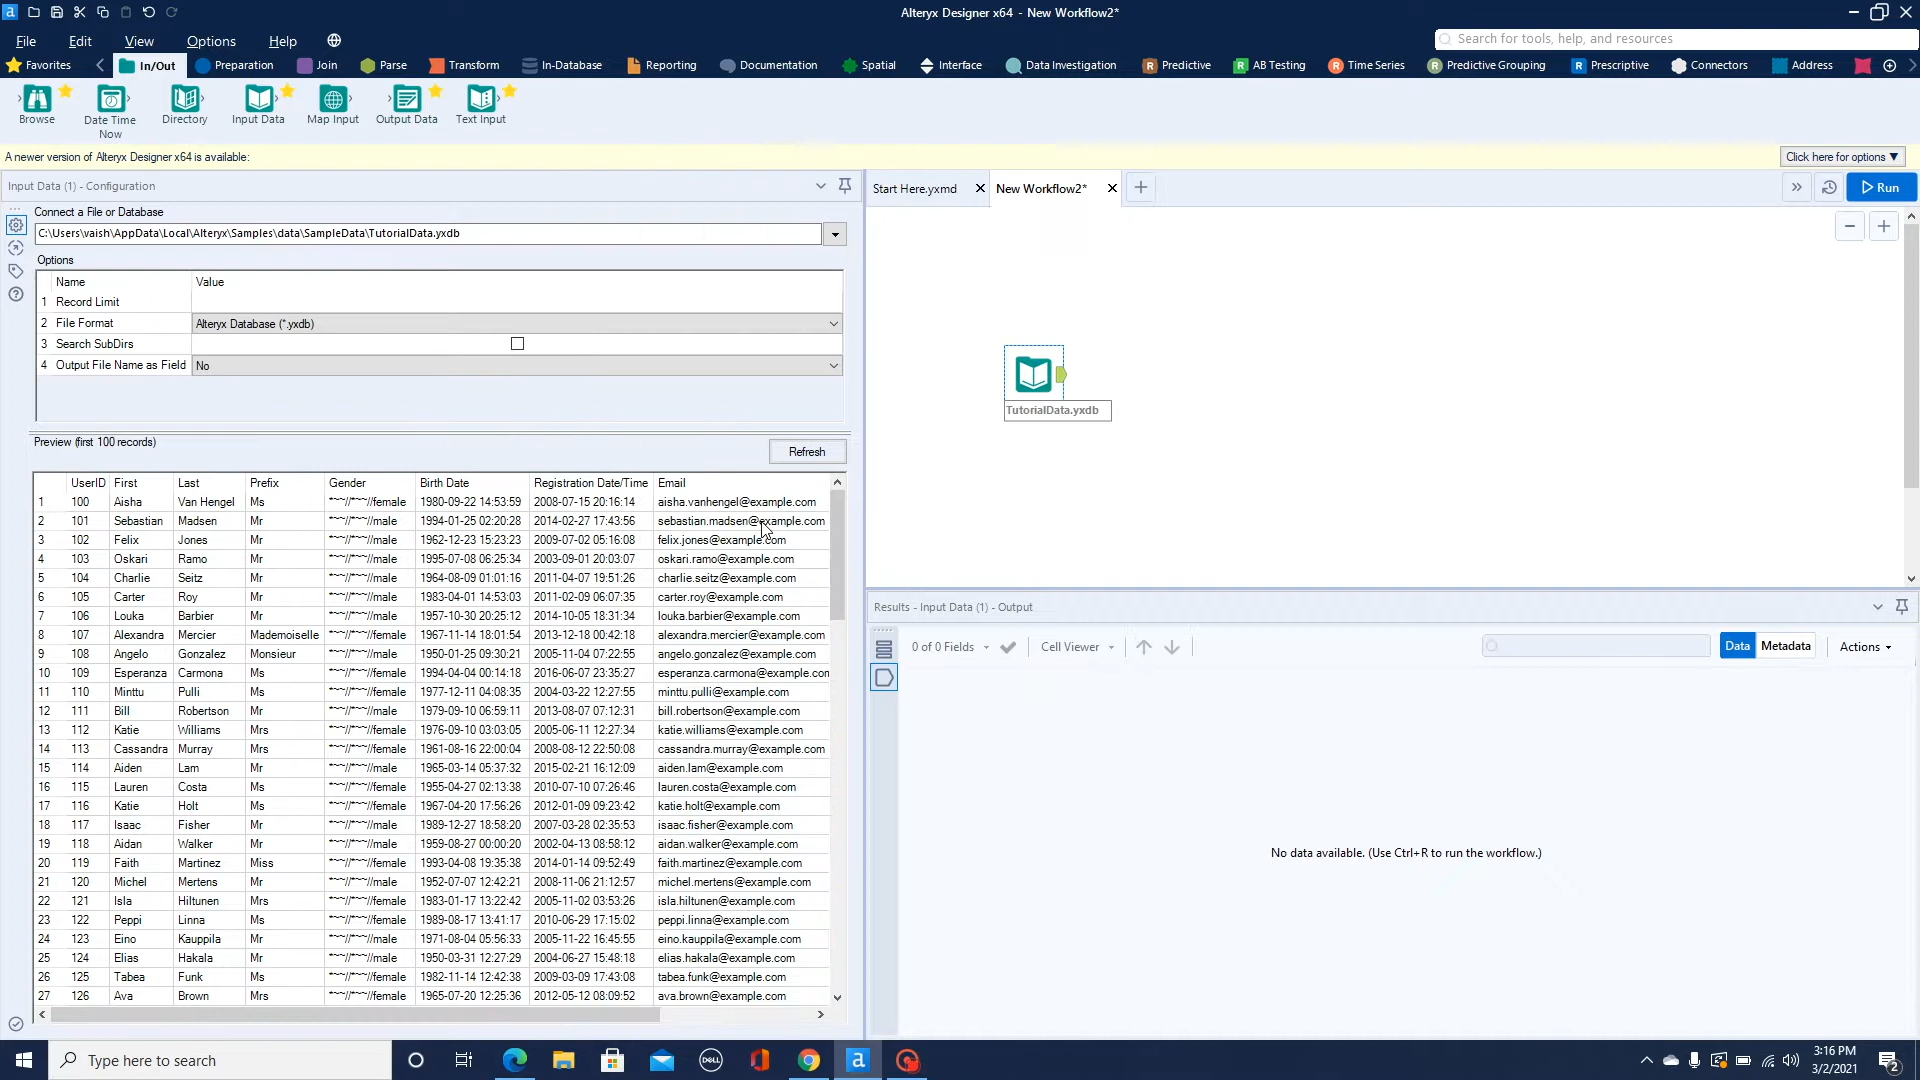 Alteryx Designer x64 - New Workflow2*
File Edit View Options Help
Search for tools, help, and resources
Favorites In/Out Preparation Join Parse Transform In-Database Reporting Documentation Spatial Interface Data Investigation Predictive AB Testing Time Series Predictive Grouping Prescriptive Connectors Address
Browse Date Time Now Directory Input Data Map Input Output Data Text Input
A newer version of Alteryx Designer x64 is available:
Click here for options ▼
Input Data (1) - Configuration
Connect a File or Database
C:\Users\vaish\AppData\Local\Alteryx\Samples\data\SampleData\TutorialData.yxdb
Options
Name Value
1 Record Limit
2 File Format Alteryx Database (*.yxdb)
3 Search SubDirs
4 Output File Name as Field No
Preview (first 100 records)
Refresh
UserID First Last Prefix Gender Birth Date Registration Date/Time Email
1 100 Aisha Van Hengel Ms *~~//*~~//female 1980-09-22 14:53:59 2008-07-15 20:16:14 aisha.vanhengel@example.com
2 101 Sebastian Madsen Mr *~~//*~~//male 1994-01-25 02:20:28 2014-02-27 17:43:56 sebastian.madsen@example.com
3 102 Felix Jones Mr *~~//*~~//male 1962-12-23 15:23:23 2009-07-02 05:16:08 felix.jones@example.com
4 103 Oskari Ramo Mr *~~//*~~//male 1995-07-08 06:25:34 2003-09-01 20:03:07 oskari.ramo@example.com
5 104 Charlie Seitz Mr *~~//*~~//male 1964-08-09 01:01:16 2011-04-07 19:51:26 charlie.seitz@example.com
6 105 Carter Roy Mr *~~//*~~//male 1983-04-01 14:53:03 2011-02-09 06:07:35 carter.roy@example.com
7 106 Louka Barbier Mr *~~//*~~//male 1957-10-30 20:25:12 2014-10-05 18:31:34 louka.barbier@example.com
8 107 Alexandra Mercier Mademoiselle *~~//*~~//female 1967-11-14 18:01:54 2013-12-18 00:42:18 alexandra.mercier@example.com
9 108 Angelo Gonzalez Monsieur *~~//*~~//male 1950-01-25 09:30:21 2005-11-04 07:22:55 angelo.gonzalez@example.com
10 109 Esperanza Carmona Ms *~~//*~~//female 1994-04-04 00:14:18 2016-06-07 23:35:27 esperanza.carmona@example.con
11 110 Minttu Pulli Ms *~~//*~~//female 1977-12-11 04:08:35 2004-03-22 12:27:55 minttu.pulli@example.com
12 111 Bill Robertson Mr *~~//*~~//male 1979-09-10 06:59:11 2013-08-07 07:12:31 bill.robertson@example.com
13 112 Katie Williams Mrs *~~//*~~//female 1976-09-10 03:03:05 2005-06-11 12:27:34 katie.williams@example.com
14 113 Cassandra Murray Mrs *~~//*~~//female 1961-08-16 22:00:04 2008-08-12 22:50:08 cassandra.murray@example.com
15 114 Aiden Lam Mr *~~//*~~//male 1965-03-14 05:37:32 2015-02-21 16:12:09 aiden.lam@example.com
16 115 Lauren Costa Ms *~~//*~~//female 1955-04-27 02:13:38 2010-07-10 07:26:46 lauren.costa@example.com
17 116 Katie Holt Ms *~~//*~~//female 1967-04-20 17:56:26 2012-01-09 09:23:42 katie.holt@example.com
18 117 Isaac Fisher Mr *~~//*~~//male 1989-12-27 18:58:20 2007-03-28 02:35:53 isaac.fisher@example.com
19 118 Aidan Walker Mr *~~//*~~//male 1959-08-27 00:00:20 2002-04-13 08:58:12 aidan.walker@example.com
20 119 Faith Martinez Miss *~~//*~~//female 1993-04-08 19:35:38 2014-01-14 09:52:49 faith.martinez@example.com
21 120 Michel Mertens Mr *~~//*~~//male 1952-07-07 12:42:21 2008-11-06 21:12:57 michel.mertens@example.com
22 121 Isla Hiltunen Mrs *~~//*~~//female 1983-01-17 13:22:42 2005-11-02 03:53:26 isla.hiltunen@example.com
23 122 Peppi Linna Ms *~~//*~~//female 1989-08-17 13:41:17 2010-06-29 17:15:02 peppi.linna@example.com
24 123 Eino Kauppila Mr *~~//*~~//male 1971-08-04 05:56:33 2005-11-22 16:45:55 eino.kauppila@example.com
25 124 Elias Hakala Mr *~~//*~~//male 1950-03-31 12:27:29 2004-06-27 15:48:18 elias.hakala@example.com
26 125 Tabea Funk Ms *~~//*~~//female 1982-11-14 12:42:38 2009-03-09 17:43:08 tabea.funk@example.com
27 126 Ava Brown Mrs *~~//*~~//female 1965-07-20 12:25:36 2012-05-12 08:09:52 ava.brown@example.com
Start Here.yxmd New Workflow2*
Run
TutorialData.yxdb
Results - Input Data (1) - Output
0 of 0 Fields Cell Viewer Data Metadata Actions
No data available. (Use Ctrl+R to run the workflow.)
Type here to search
DELL
a
3:16 PM
3/2/2021
2